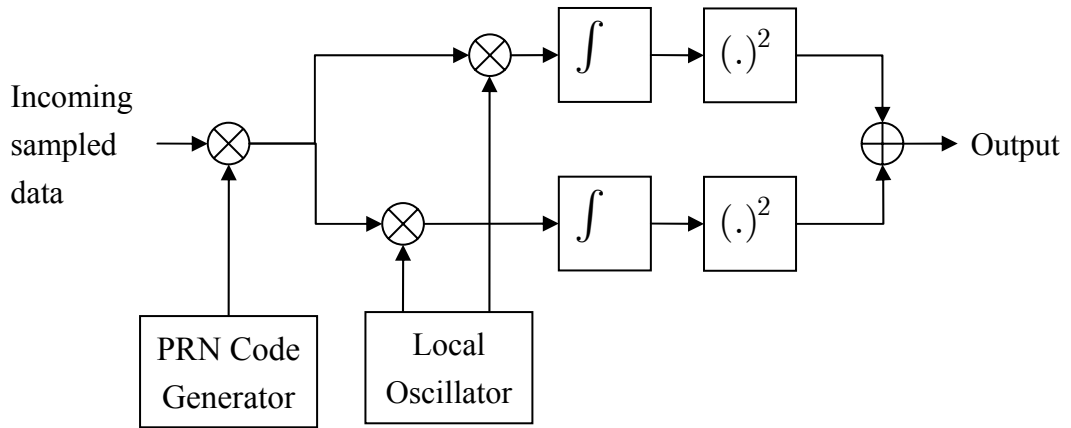 Incoming
sampled
data
∫
(.)²
∫
(.)²
Output
PRN Code
Generator
Local
Oscillator